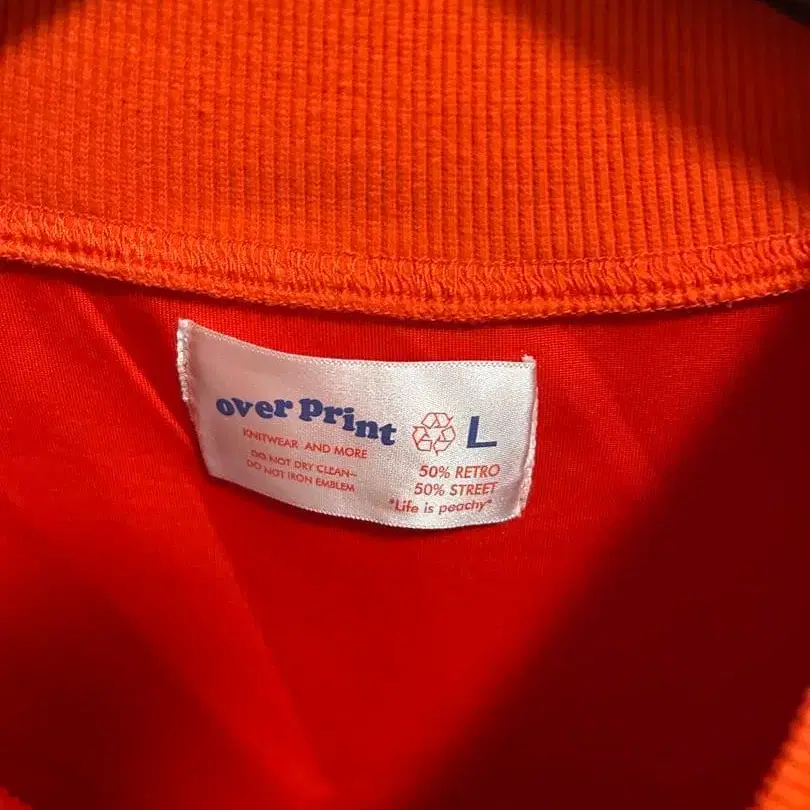 over print
KNITWEAR AND MORE
DO NOT DRY CLEAN~
DO NOT IRON EMBLEM
L
50% RETRO
50% STREET
"Life is peachy"